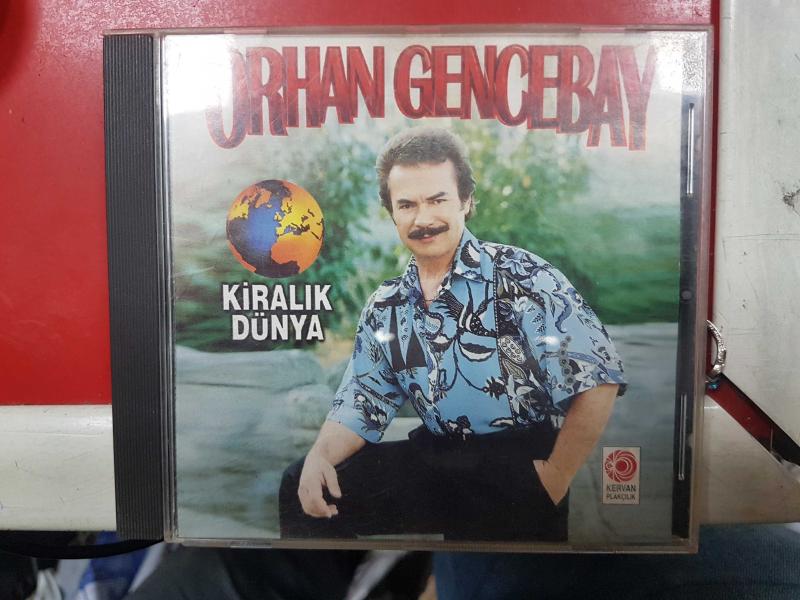 ORHAN GENCEBAY
KİRALIK
DÜNYA
KERVAN
PLAKÇILIK